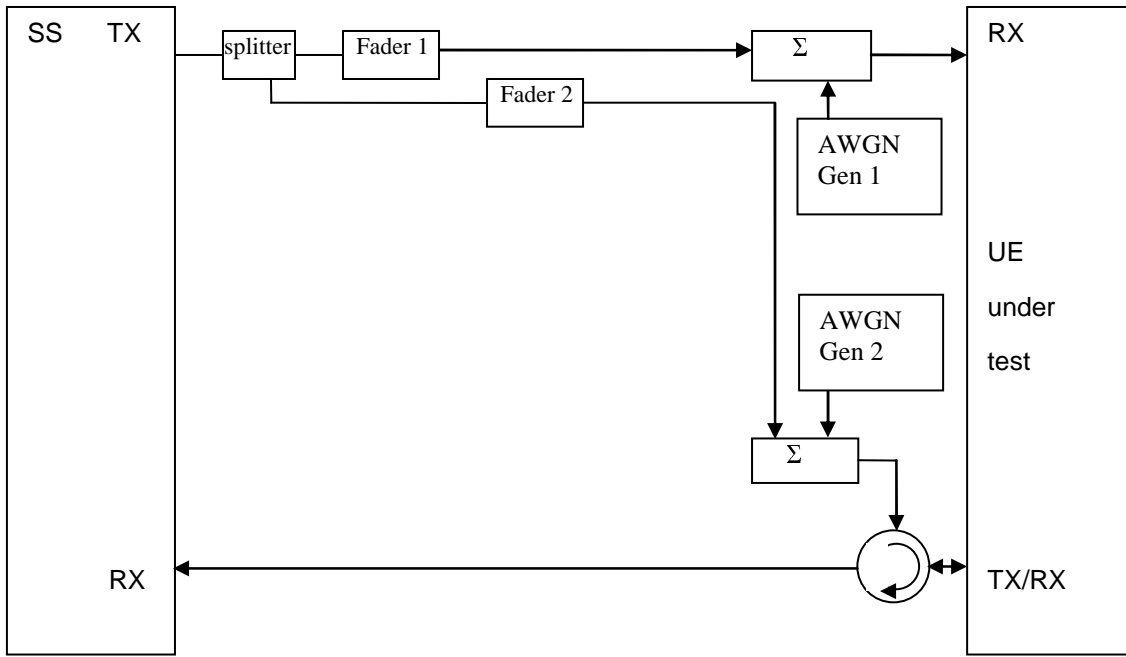 SS TX
splitter
Fader 1
Σ
RX
Fader 2
AWGN
Gen 1
UE
under
test
AWGN
Gen 2
Σ
RX
TX/RX